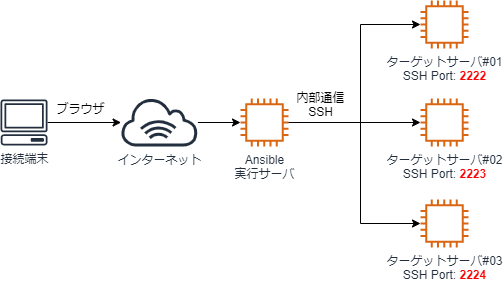 ターゲットサーバ#01
SSH Port: 2222
ブラウザ
内部通信
SSH
接続端末
インターネット
Ansible
実行サーバ
ターゲットサーバ#02
SSH Port: 2223
ターゲットサーバ#03
SSH Port: 2224